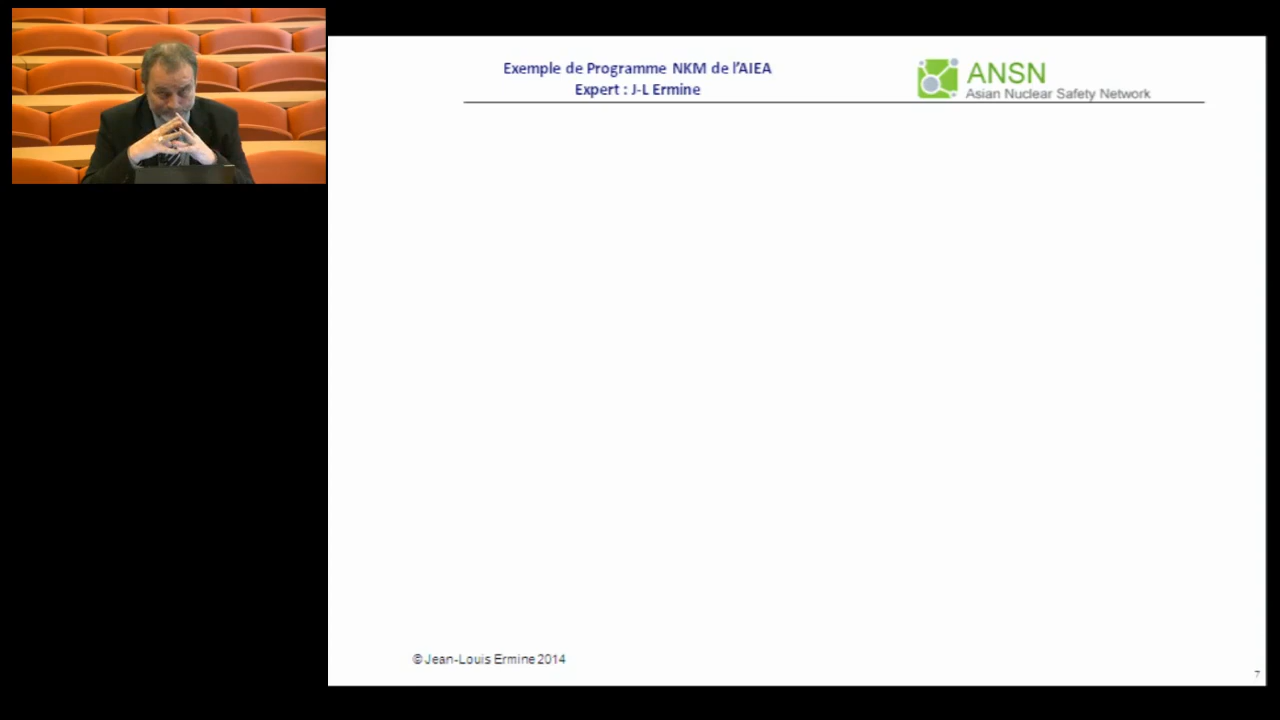 Exemple de Programme NKM de l'AIEA
Expert : J-L Ermine
ANSN
Asian Nuclear Safety Network
© Jean-Louis Ermine 2014
7